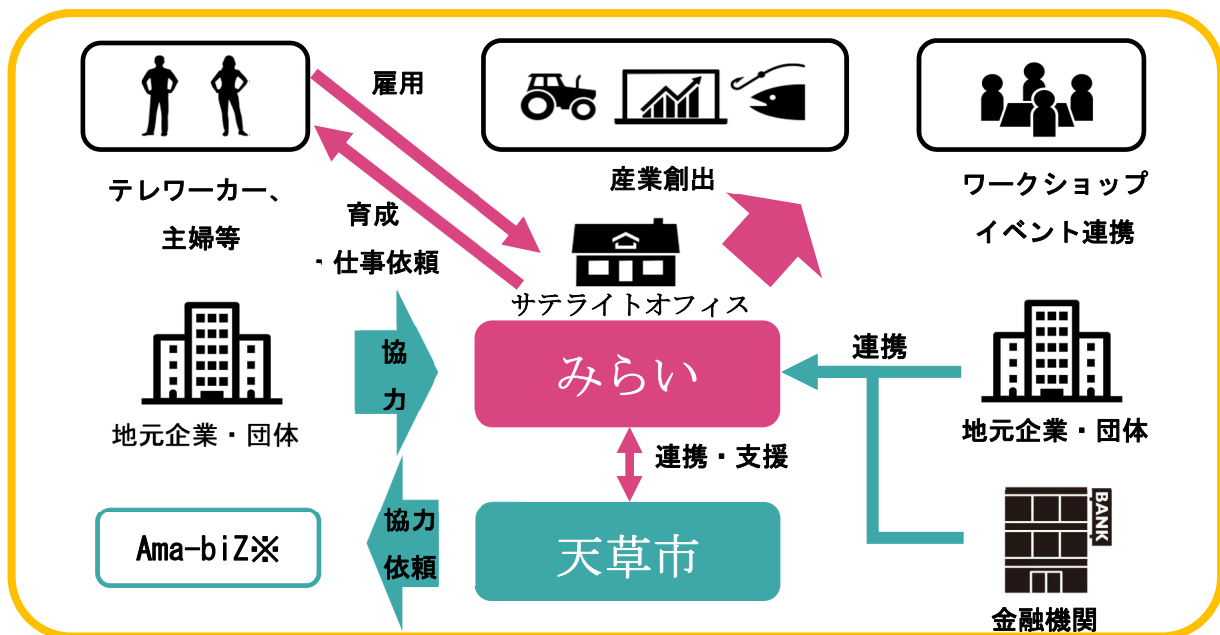 雇用
テレワーカー、
主婦等
育成
・仕事依頼
産業創出
ワークショップ
イベント連携
サテライトオフィス
みらい
協
力
地元企業・団体
連携
地元企業・団体
連携・支援
天草市
協力
依頼
Ama-biZ※
BANK
金融機関